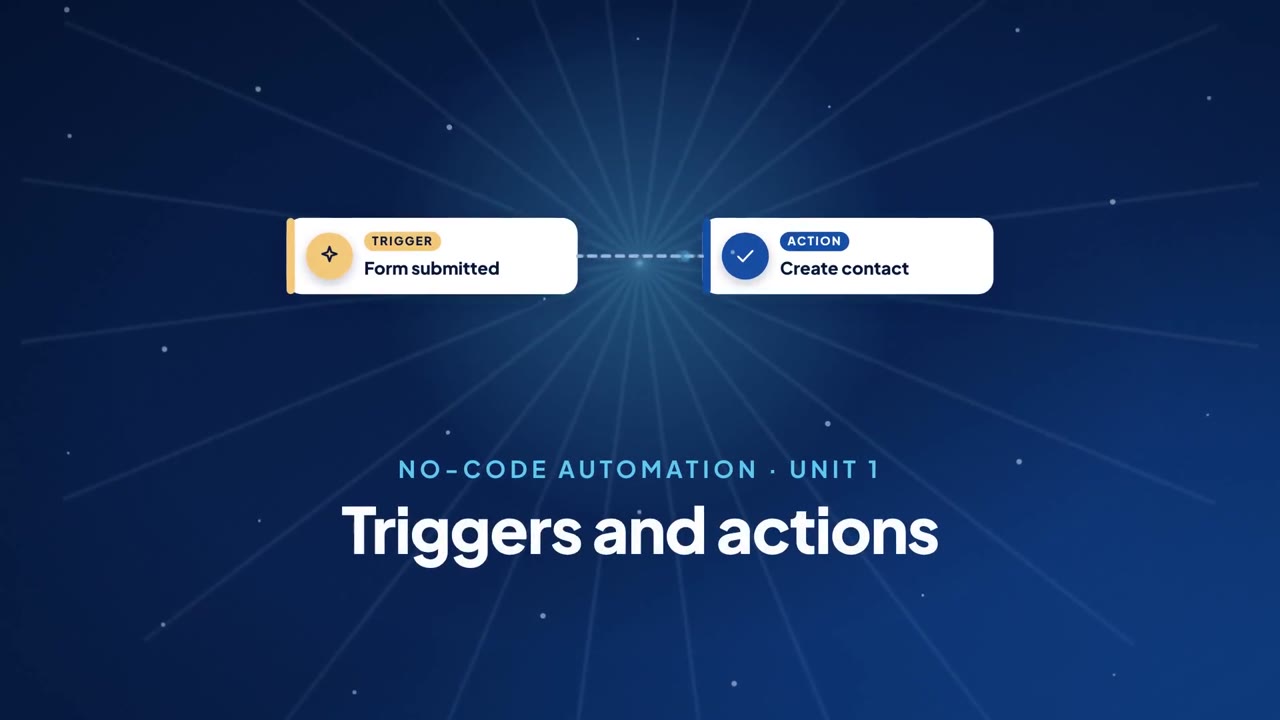 TRIGGER
Form submitted
ACTION
Create contact
NO-CODE AUTOMATION · UNIT 1
Triggers and actions